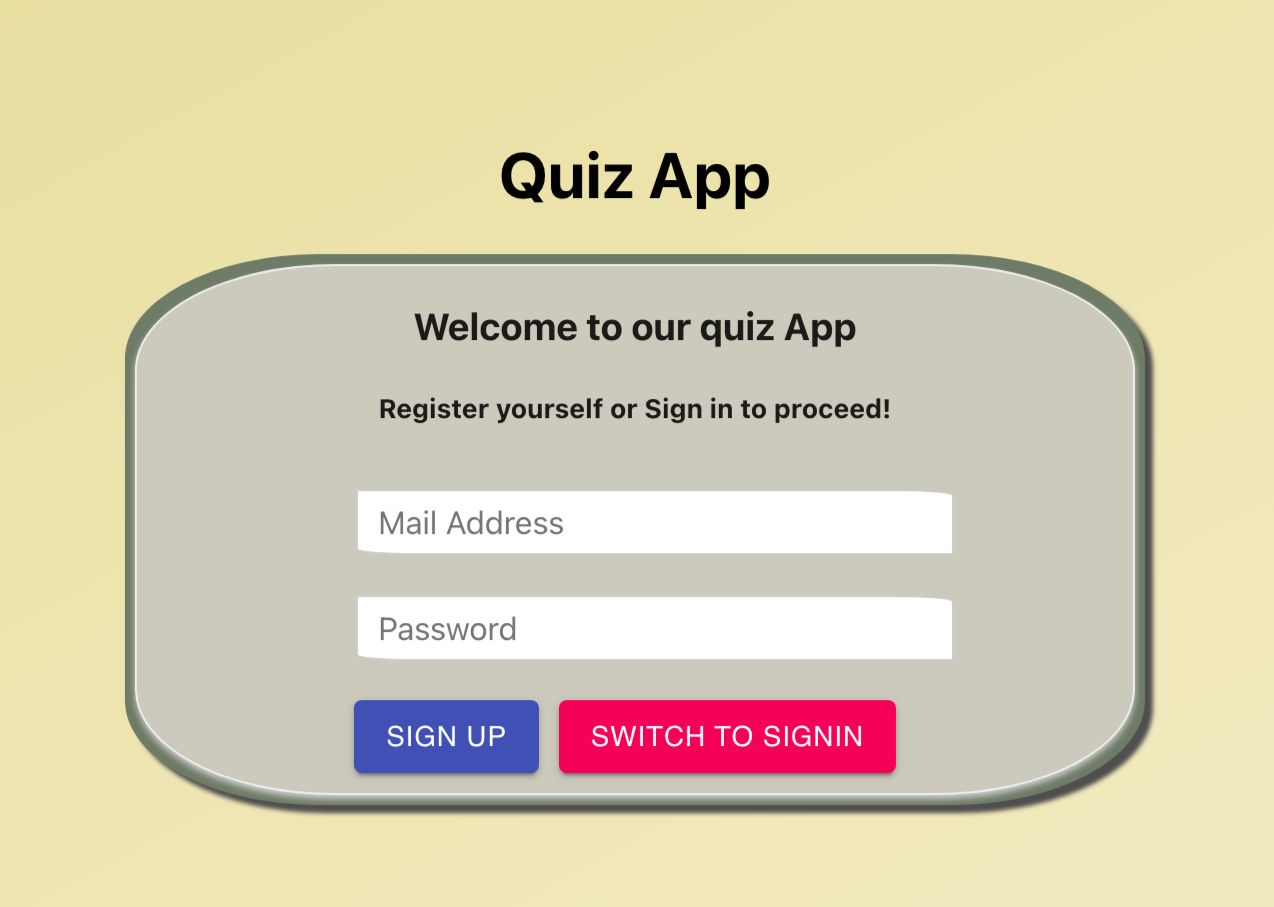 Quiz App
Welcome to our quiz App
Register yourself or Sign in to proceed!
Mail Address
Password
SIGN UP SWITCH TO SIGNIN